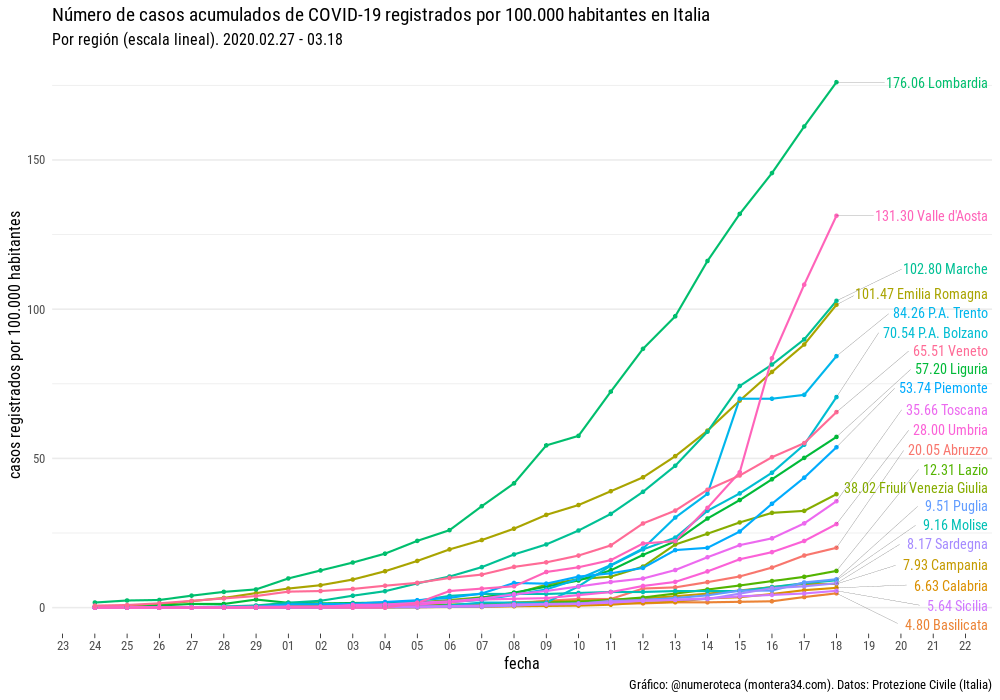 Número de casos acumulados de COVID-19 registrados por 100.000 habitantes en Italia
Por región (escala lineal). 2020.02.27 - 03.18
casos registrados por 100.000 habitantes
150
100
50
0
176.06 Lombardia
131.30 Valle d'Aosta
102.80 Marche
101.47 Emilia Romagna
84.26 P.A. Trento
70.54 P.A. Bolzano
65.51 Veneto
57.20 Liguria
53.74 Piemonte
35.66 Toscana
28.00 Umbria
20.05 Abruzzo
12.31 Lazio
38.02 Friuli Venezia Giulia
9.51 Puglia
9.16 Molise
8.17 Sardegna
7.93 Campania
6.63 Calabria
5.64 Sicilia
4.80 Basilicata
23 24 25 26 27 28 29 01 02 03 04 05 06 07 08 09 10 11 12 13 14 15 16 17 18 19 20 21 22
fecha
Gráfico: @numeroteca (montera34.com). Datos: Protezione Civile (Italia)